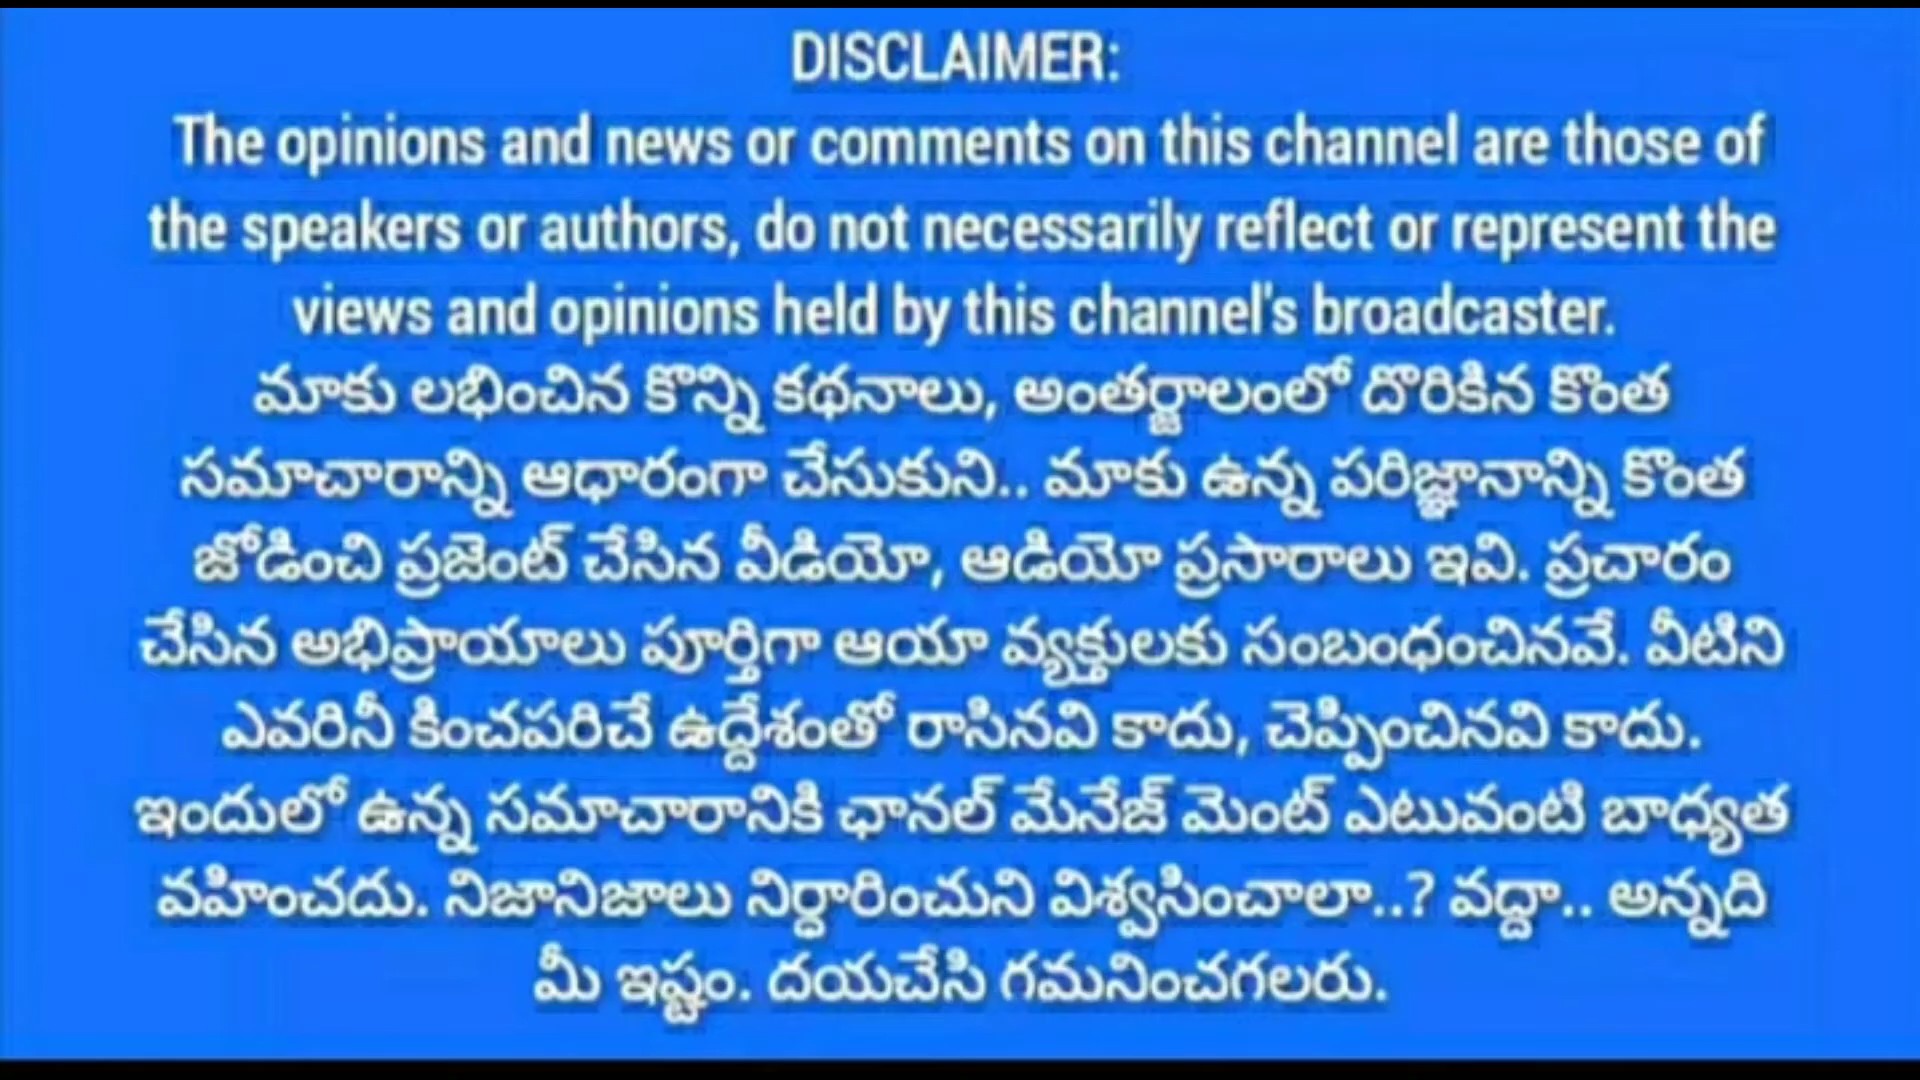 DISCLAIMER:
The opinions and news or comments on this channel are those of
the speakers or authors, do not necessarily reflect or represent the
views and opinions held by this channel's broadcaster.
మాకు లభించిన కొన్ని కథనాలు, అంతర్జాలంలో దొరికిన కొంత
సమాచారాన్ని ఆధారంగా చేసుకుని.. మాకు ఉన్న పరిజ్ఞానాన్ని కొంత
జోడించి ప్రజెంట్ చేసిన వీడియో, ఆడియో ప్రసారాలు ఇవి. ప్రచారం
చేసిన అభిప్రాయాలు పూర్తిగా ఆయా వ్యక్తులకు సంబంధంచినవే. వీటిని
ఎవరినీ కించపరిచే ఉద్దేశంతో రాసినవి కాదు, చెప్పించినవి కాదు.
ఇందులో ఉన్న సమాచారానికి ఛానల్ మేనేజ్ మెంట్ ఎటువంటి బాధ్యత
వహించదు. నిజానిజాలు నిర్ధారించుని విశ్వసించాలా..? వద్దా.. అన్నది
మీ ఇష్టం. దయచేసి గమనించగలరు.